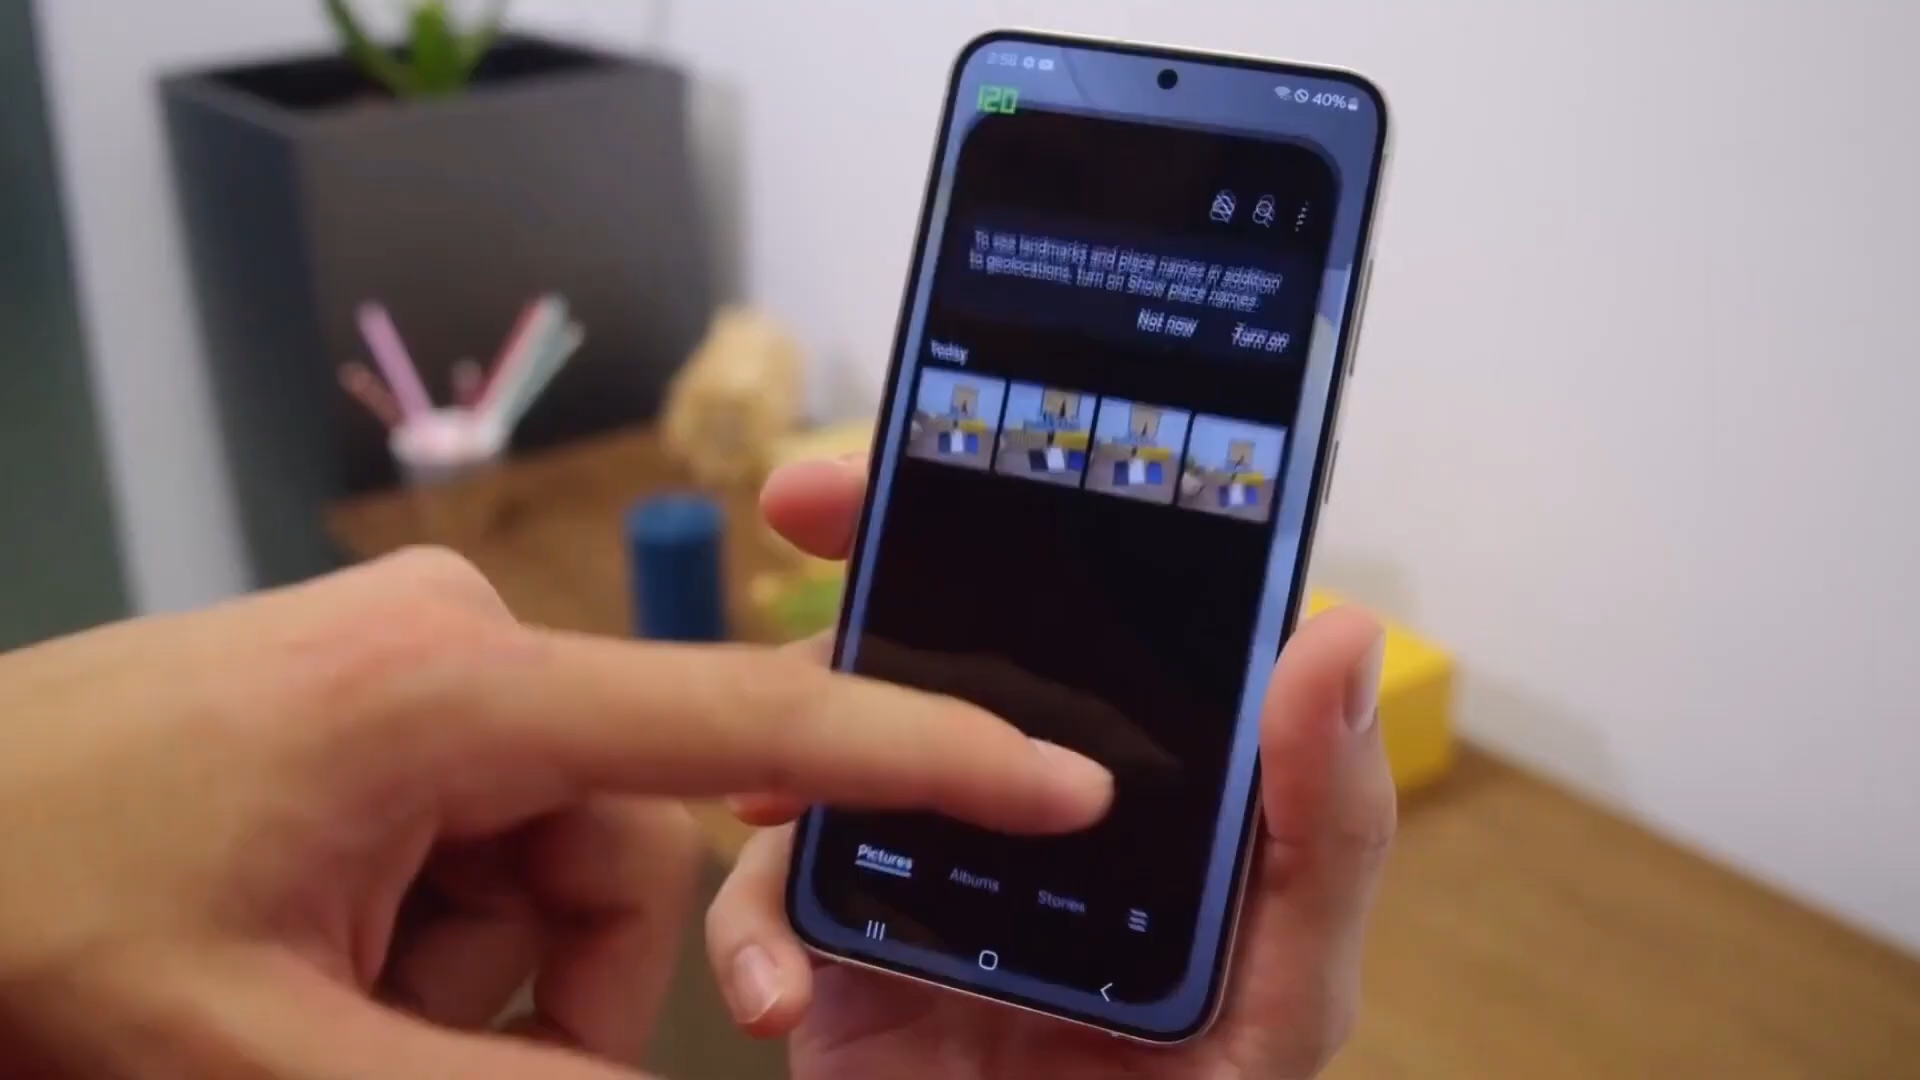 2:58
40%
120
To see landmarks and place names in addition
to geolocations, turn on Show place names.
Not now Turn on
Today
Pictures Albums Stories